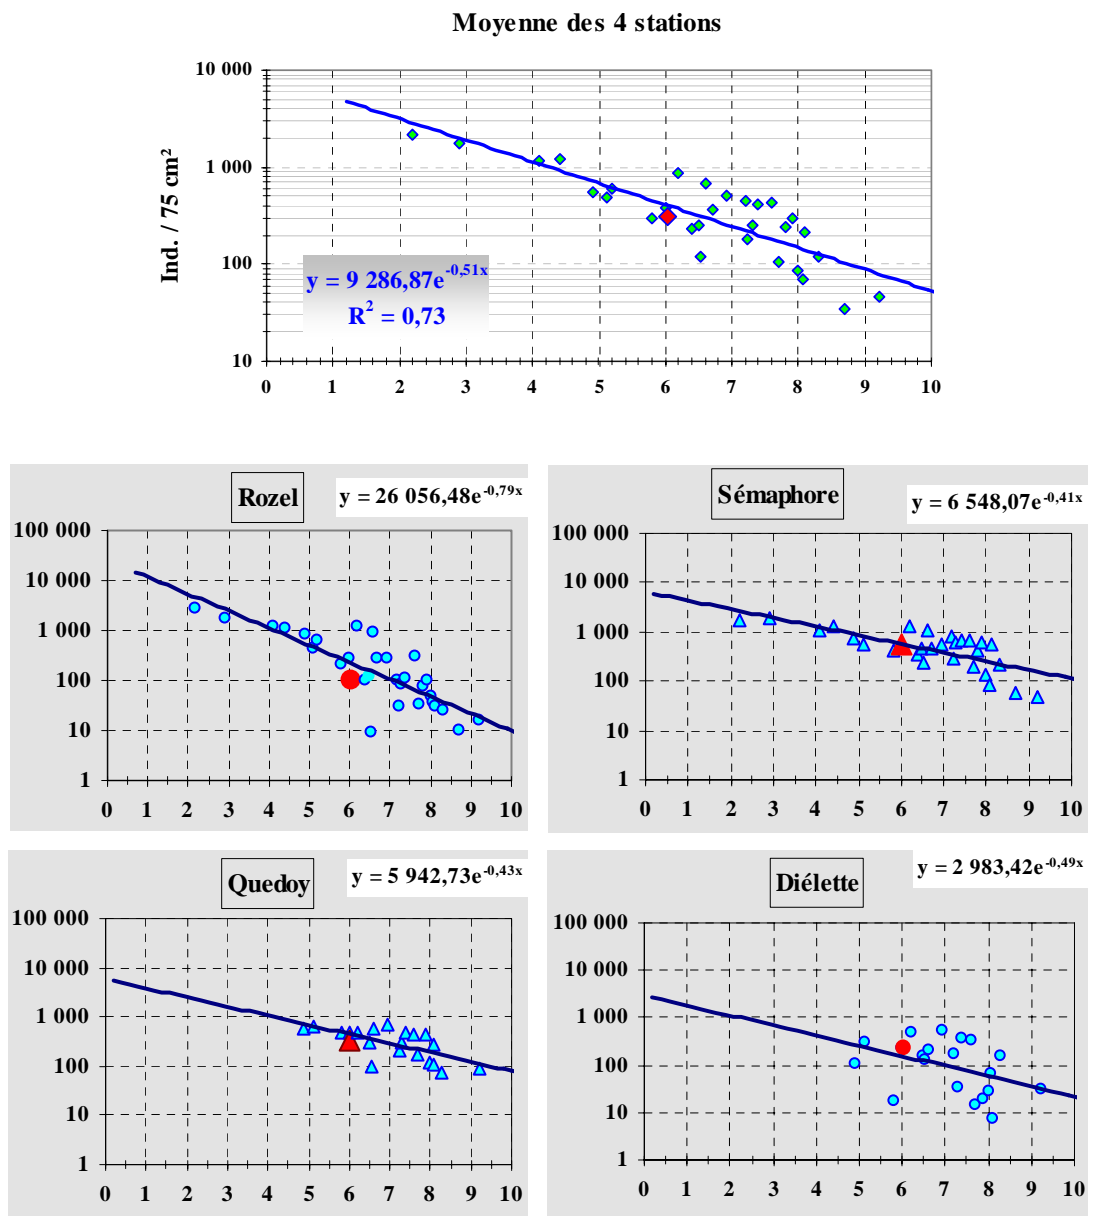 Moyenne des 4 stations
Ind. / 75 cm²
10 000
1 000
100
10
y = 9 286,87e^-0,51x
R² = 0,73
0 1 2 3 4 5 6 7 8 9 10
Rozel
y = 26 056,48e^-0,79x
100 000
10 000
1 000
100
10
1
0 1 2 3 4 5 6 7 8 9 10
Sémaphore
y = 6 548,07e^-0,41x
100 000
10 000
1 000
100
10
1
0 1 2 3 4 5 6 7 8 9 10
Quedoy
y = 5 942,73e^-0,43x
100 000
10 000
1 000
100
10
1
0 1 2 3 4 5 6 7 8 9 10
Diélette
y = 2 983,42e^-0,49x
100 000
10 000
1 000
100
10
1
0 1 2 3 4 5 6 7 8 9 10